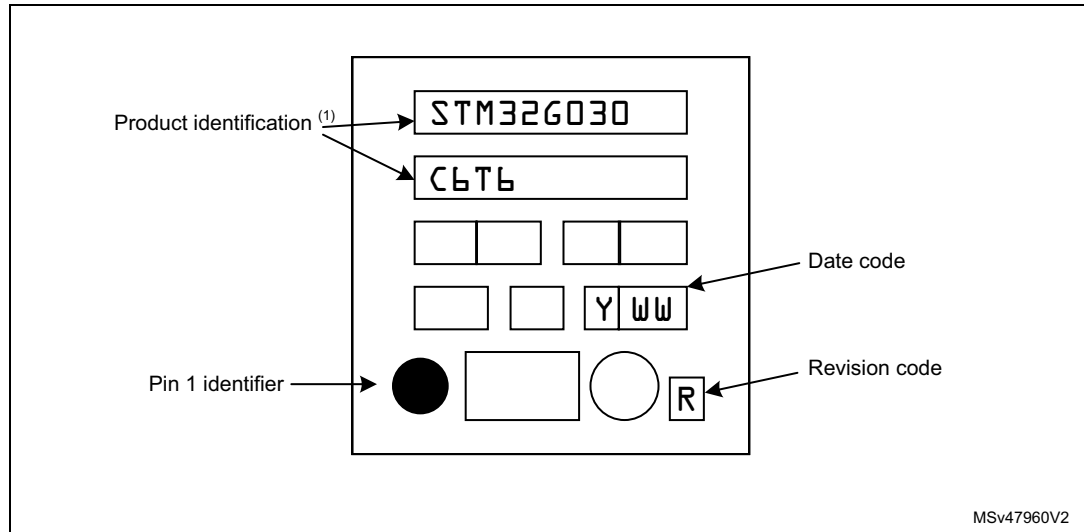 STM32G030
Product identification (1)
C6T6
Date code
Y WW
Revision code
Pin 1 identifier
R
MSv47960V2